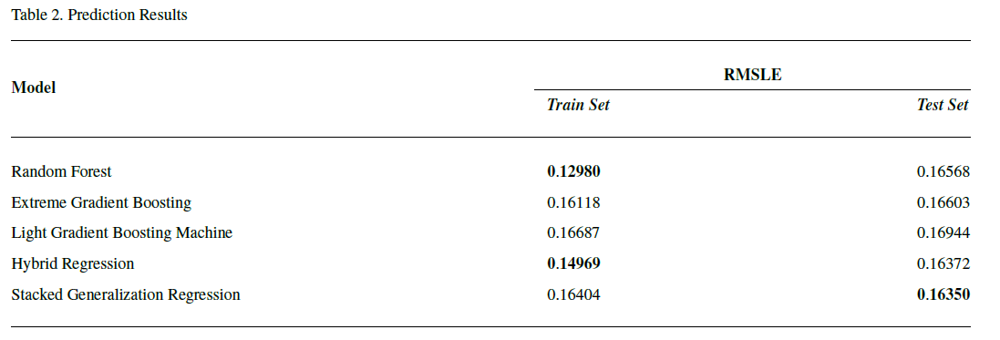 Table 2. Prediction Results
RMSLE
Model
Train Set Test Set
Random Forest 0.12980 0.16568
Extreme Gradient Boosting 0.16118 0.16603
Light Gradient Boosting Machine 0.16687 0.16944
Hybrid Regression 0.14969 0.16372
Stacked Generalization Regression 0.16404 0.16350